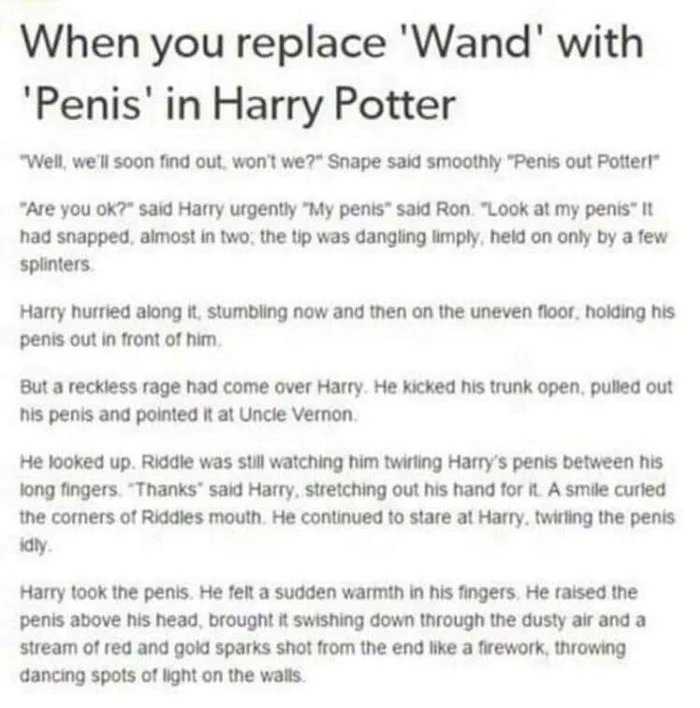 When you replace 'Wand' with
'Penis' in Harry Potter
"Well, we'll soon find out, won't we?" Snape said smoothly "Penis out Potter!"
"Are you ok?" said Harry urgently "My penis" said Ron. "Look at my penis" It
had snapped, almost in two; the tip was dangling limply, held on only by a few
splinters.
Harry hurried along it, stumbling now and then on the uneven floor, holding his
penis out in front of him.
But a reckless rage had come over Harry. He kicked his trunk open, pulled out
his penis and pointed it at Uncle Vernon.
He looked up. Riddle was still watching him twirling Harry's penis between his
long fingers. "Thanks" said Harry, stretching out his hand for it. A smile curled
the corners of Riddles mouth. He continued to stare at Harry, twirling the penis
idly.
Harry took the penis. He felt a sudden warmth in his fingers. He raised the
penis above his head, brought it swishing down through the dusty air and a
stream of red and gold sparks shot from the end like a firework, throwing
dancing spots of light on the walls.